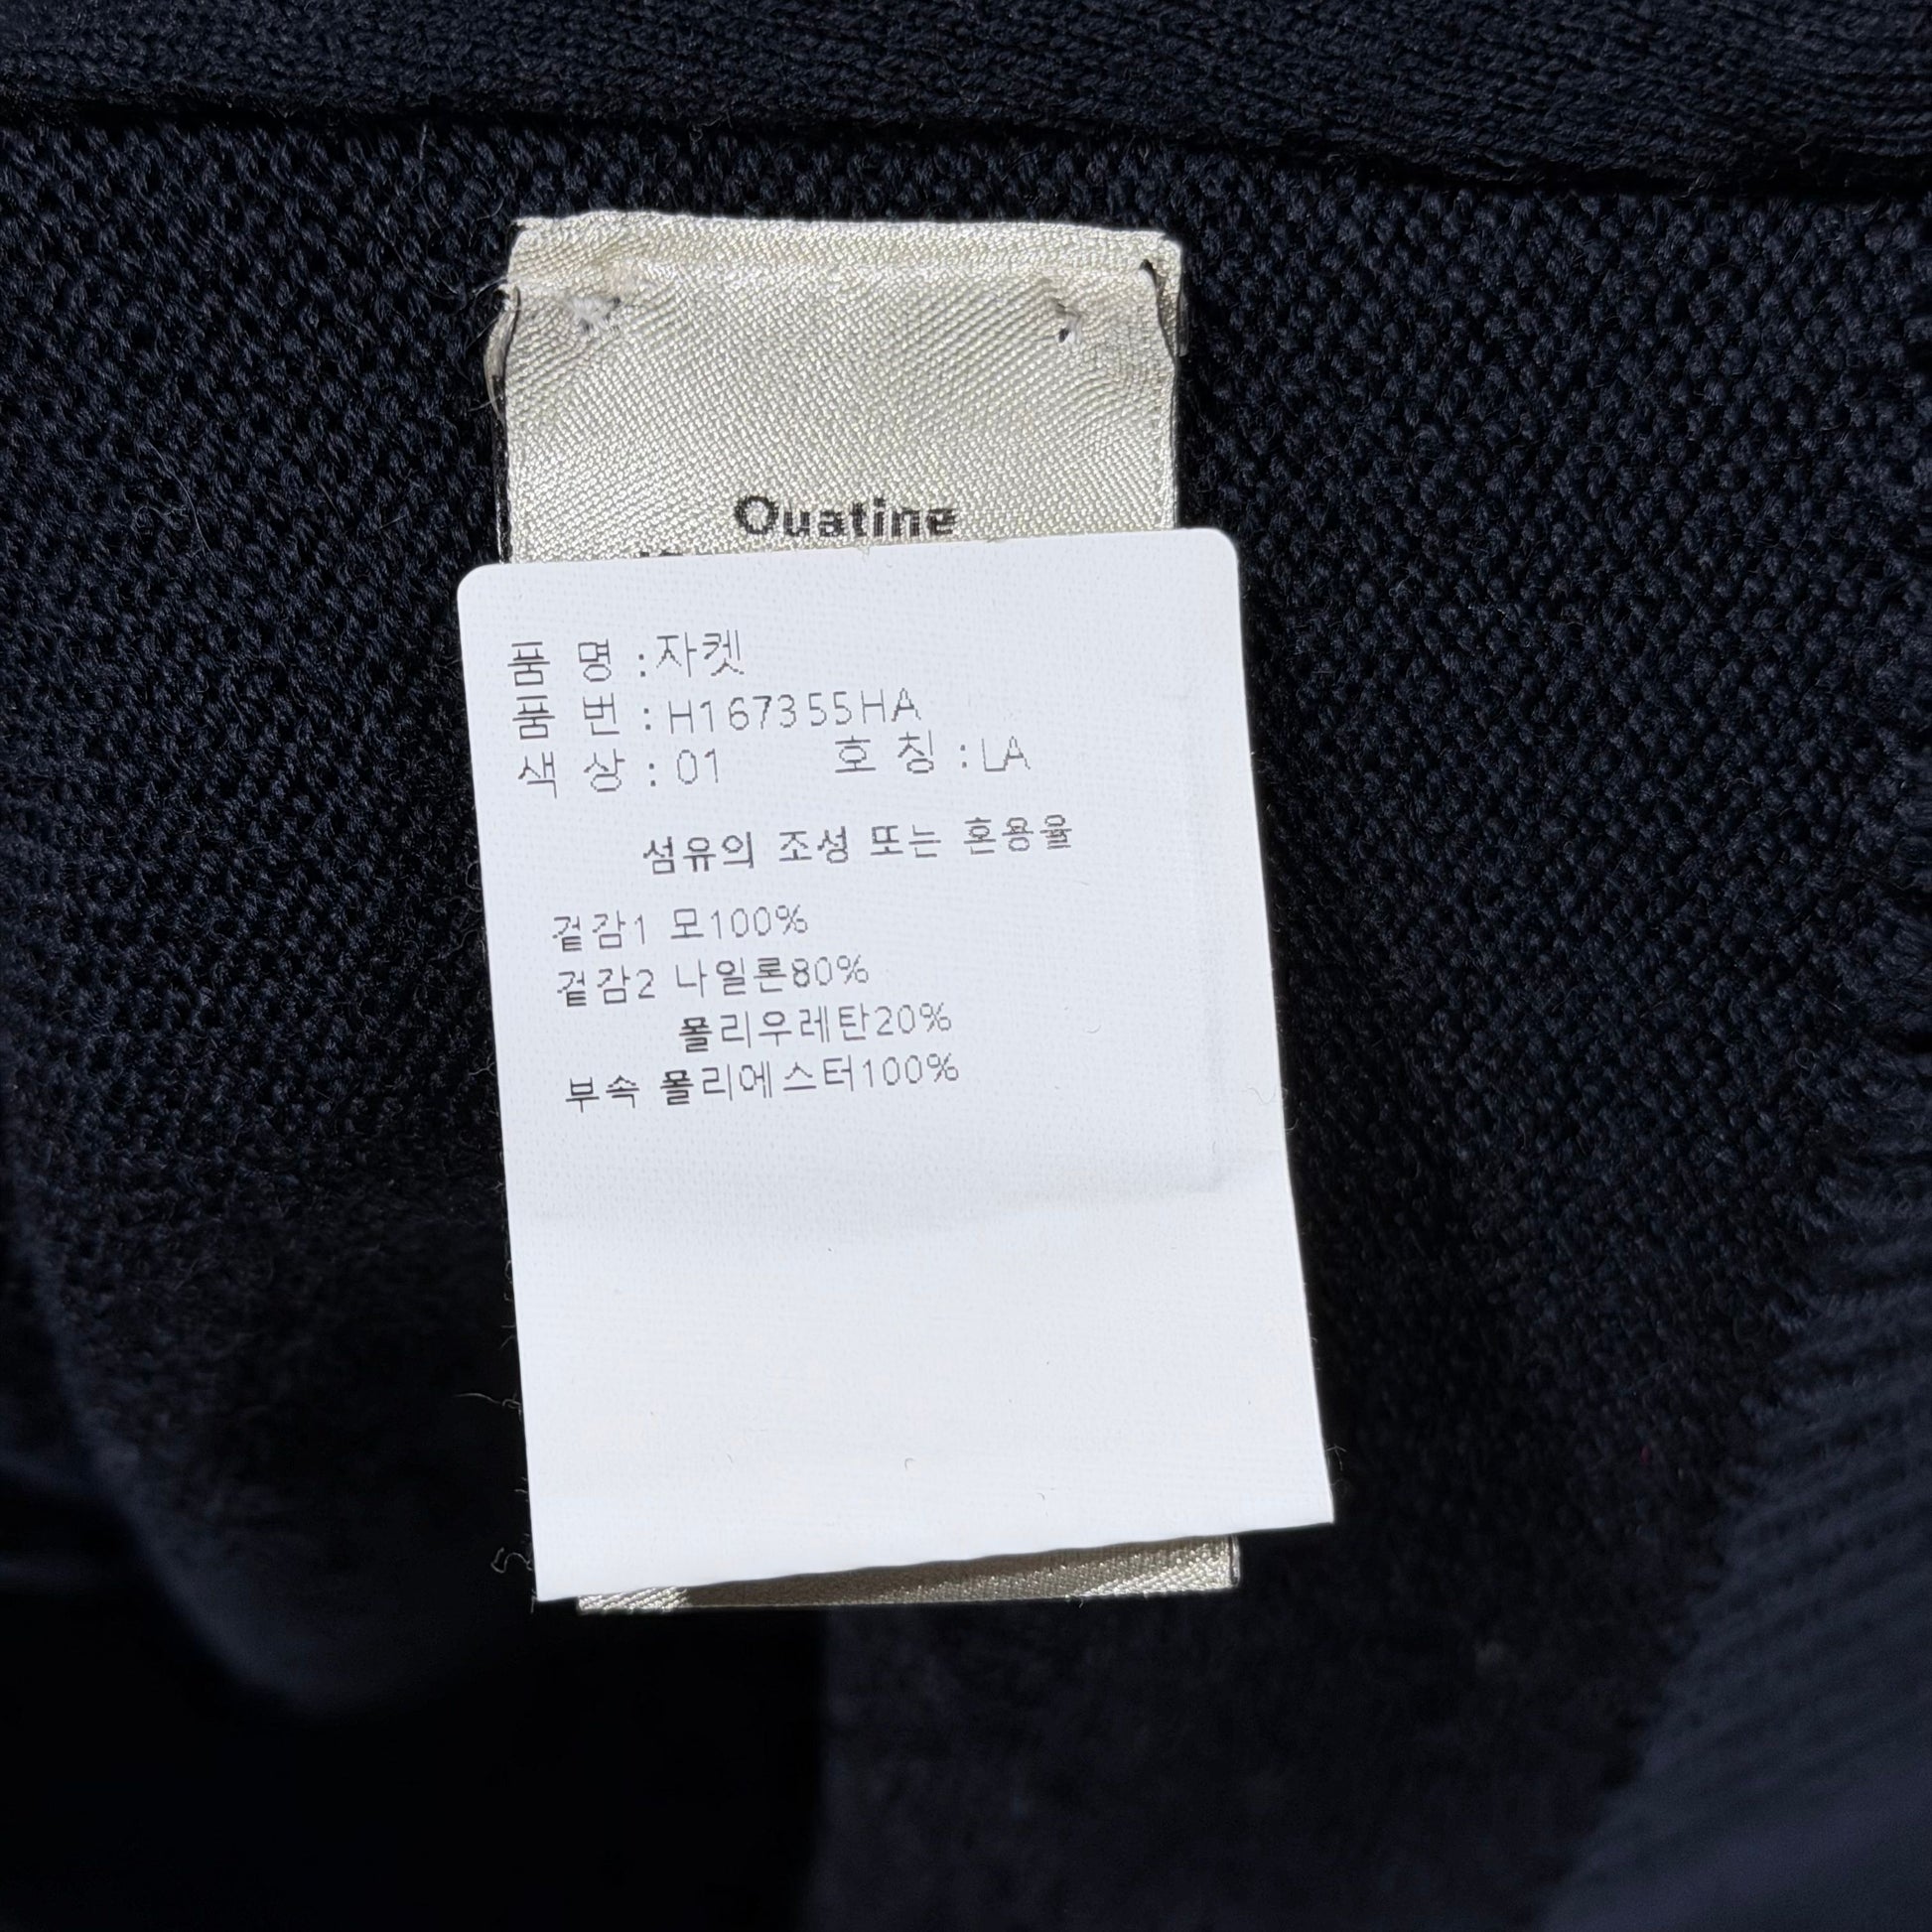 Ouatine
품 명 :자켓
품 번 :H167355HA
색 상 : 01 호 칭 :LA
섬유의 조성 또는 혼용율
겉감1 모100%
겉감2 나일론80%
폴리우레탄20%
부속 폴리에스터100%